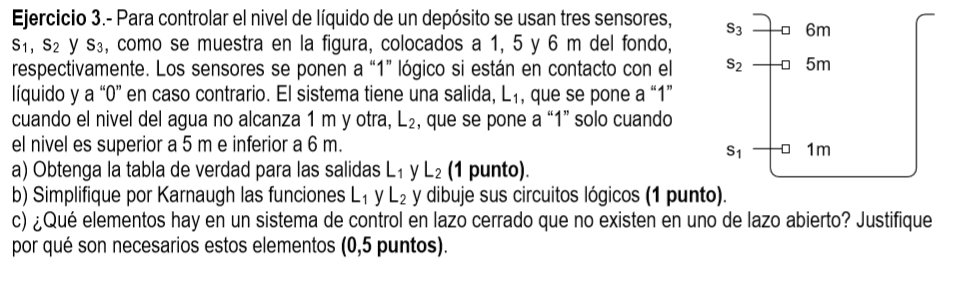 Ejercicio 3.- Para controlar el nivel de líquido de un depósito se usan tres sensores,
s₁, s₂ y s₃, como se muestra en la figura, colocados a 1, 5 y 6 m del fondo,
respectivamente. Los sensores se ponen a “1” lógico si están en contacto con el
líquido y a “0” en caso contrario. El sistema tiene una salida, L₁, que se pone a “1”
cuando el nivel del agua no alcanza 1 m y otra, L₂, que se pone a “1” solo cuando
el nivel es superior a 5 m e inferior a 6 m.
a) Obtenga la tabla de verdad para las salidas L₁ y L₂ (1 punto).
b) Simplifique por Karnaugh las funciones L₁ y L₂ y dibuje sus circuitos lógicos (1 punto).
c) ¿Qué elementos hay en un sistema de control en lazo cerrado que no existen en uno de lazo abierto? Justifique
por qué son necesarios estos elementos (0,5 puntos).
s₃ 6m
s₂ 5m
s₁ 1m